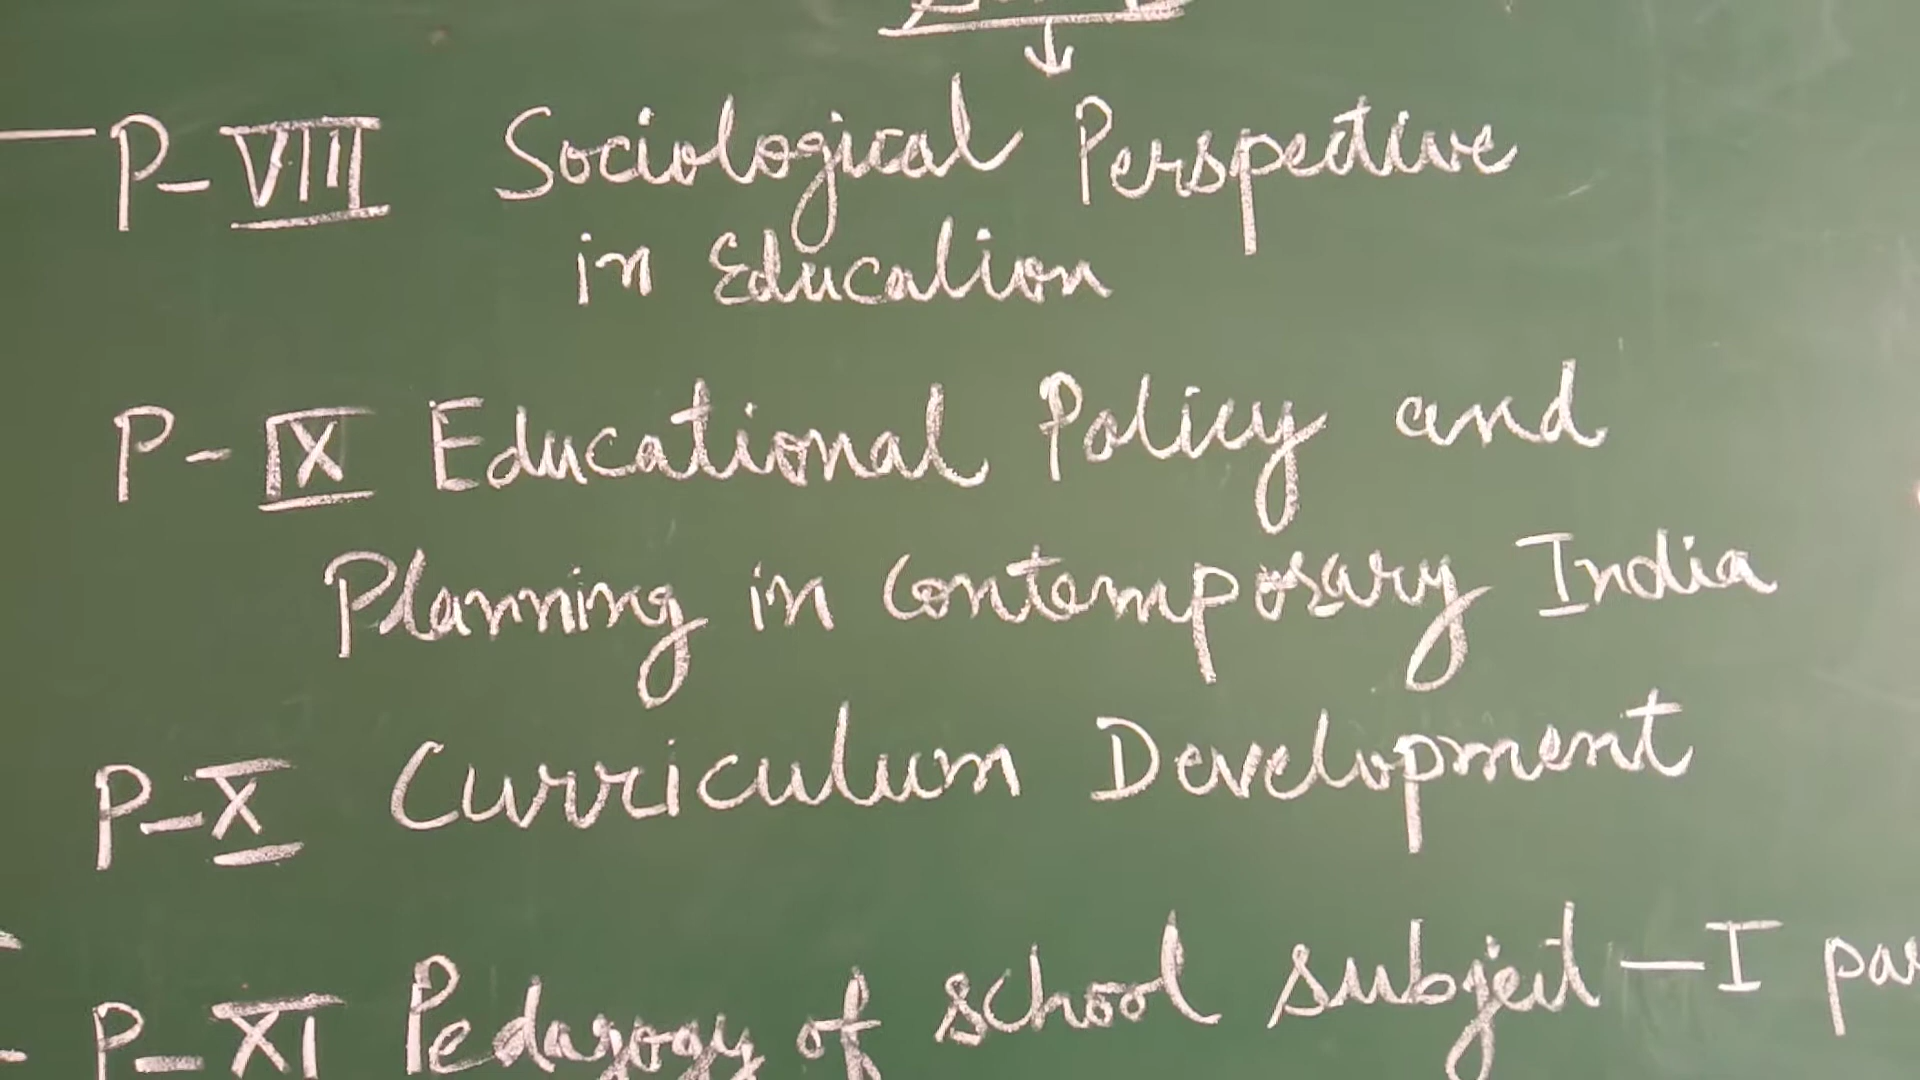 P-VIII Sociological Perspective
in Education
P-IX Educational Policy and
Planning in Contemporary India
P-X Curriculum Development
P-XI Pedagogy of school subject-I